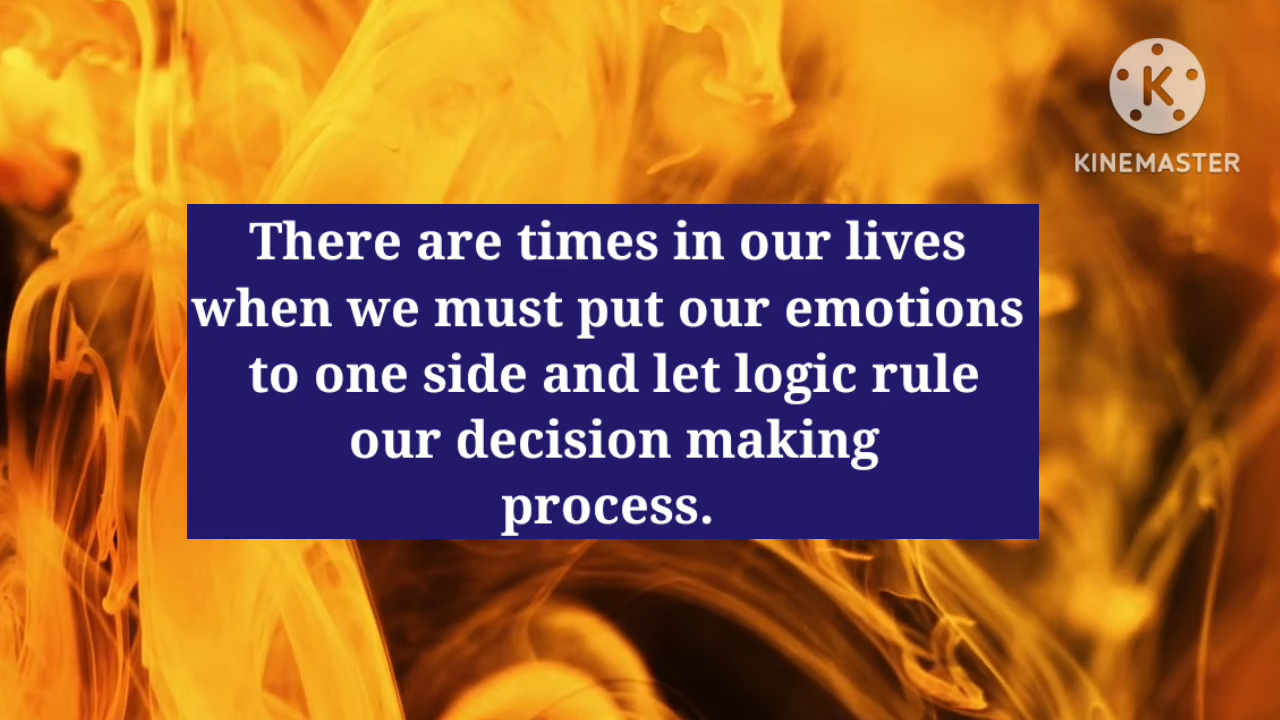 K
KINEMASTER
There are times in our lives
when we must put our emotions
to one side and let logic rule
our decision making
process.